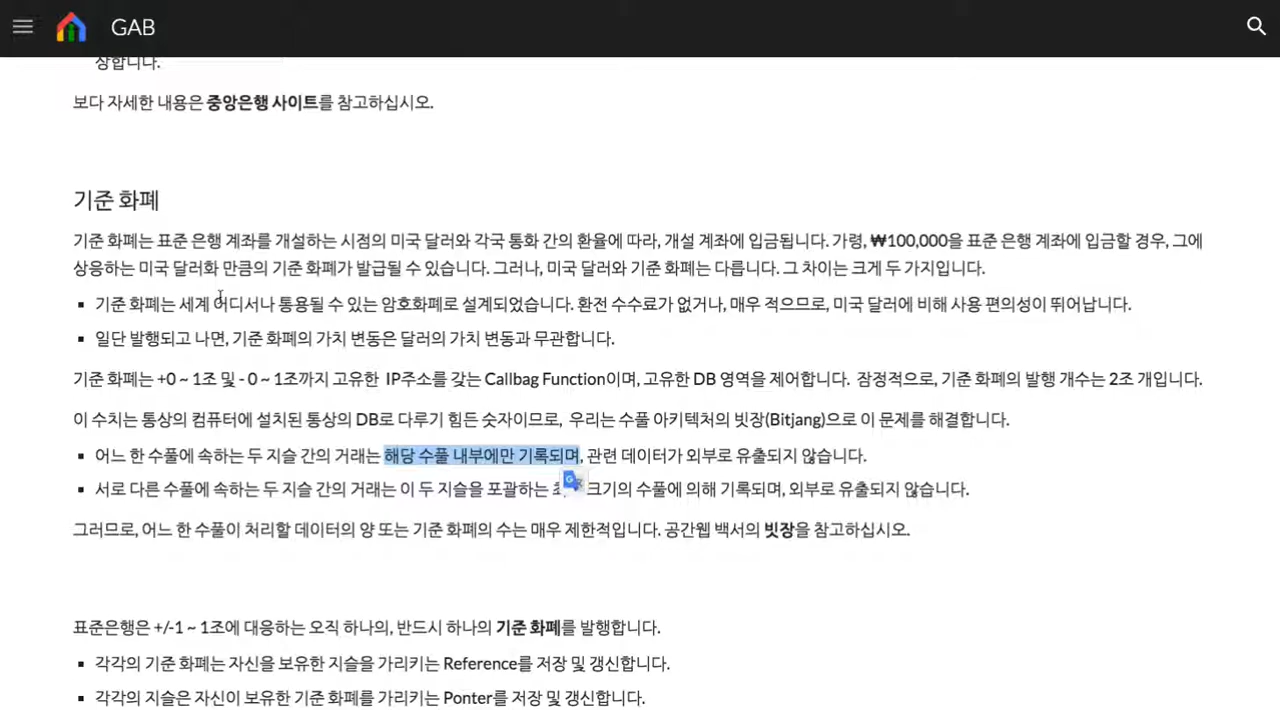 GAB
상합니다.
보다 자세한 내용은 중앙은행 사이트를 참고하십시오.
기준 화폐
기준 화폐는 표준 은행 계좌를 개설하는 시점의 미국 달러와 각국 통화 간의 환율에 따라, 개설 계좌에 입금됩니다. 가령, ₩100,000을 표준 은행 계좌에 입금할 경우, 그에
상응하는 미국 달러화 만큼의 기준 화폐가 발급될 수 있습니다. 그러나, 미국 달러와 기준 화폐는 다릅니다. 그 차이는 크게 두 가지입니다.
▪ 기준 화폐는 세계 어디서나 통용될 수 있는 암호화폐로 설계되었습니다. 환전 수수료가 없거나, 매우 적으므로, 미국 달러에 비해 사용 편의성이 뛰어납니다.
▪ 일단 발행되고 나면, 기준 화폐의 가치 변동은 달러의 가치 변동과 무관합니다.
기준 화폐는 +0 ~ 1조 및 - 0 ~ 1조까지 고유한 IP주소를 갖는 Callbag Function이며, 고유한 DB 영역을 제어합니다. 잠정적으로, 기준 화폐의 발행 개수는 2조 개입니다.
이 수치는 통상의 컴퓨터에 설치된 통상의 DB로 다루기 힘든 숫자이므로, 우리는 수풀 아키텍처의 빗장(Bitjang)으로 이 문제를 해결합니다.
▪ 어느 한 수풀에 속하는 두 지슬 간의 거래는 해당 수풀 내부에만 기록되며, 관련 데이터가 외부로 유출되지 않습니다.
▪ 서로 다른 수풀에 속하는 두 지슬 간의 거래는 이 두 지슬을 포괄하는 크기의 수풀에 의해 기록되며, 외부로 유출되지 않습니다.
그러므로, 어느 한 수풀이 처리할 데이터의 양 또는 기준 화폐의 수는 매우 제한적입니다. 공간웹 백서의 빗장을 참고하십시오.
표준은행은 +/-1 ~ 1조에 대응하는 오직 하나의, 반드시 하나의 기준 화폐를 발행합니다.
▪ 각각의 기준 화폐는 자신을 보유한 지슬을 가리키는 Reference를 저장 및 갱신합니다.
▪ 각각의 지슬은 자신이 보유한 기준 화폐를 가리키는 Ponter를 저장 및 갱신합니다.